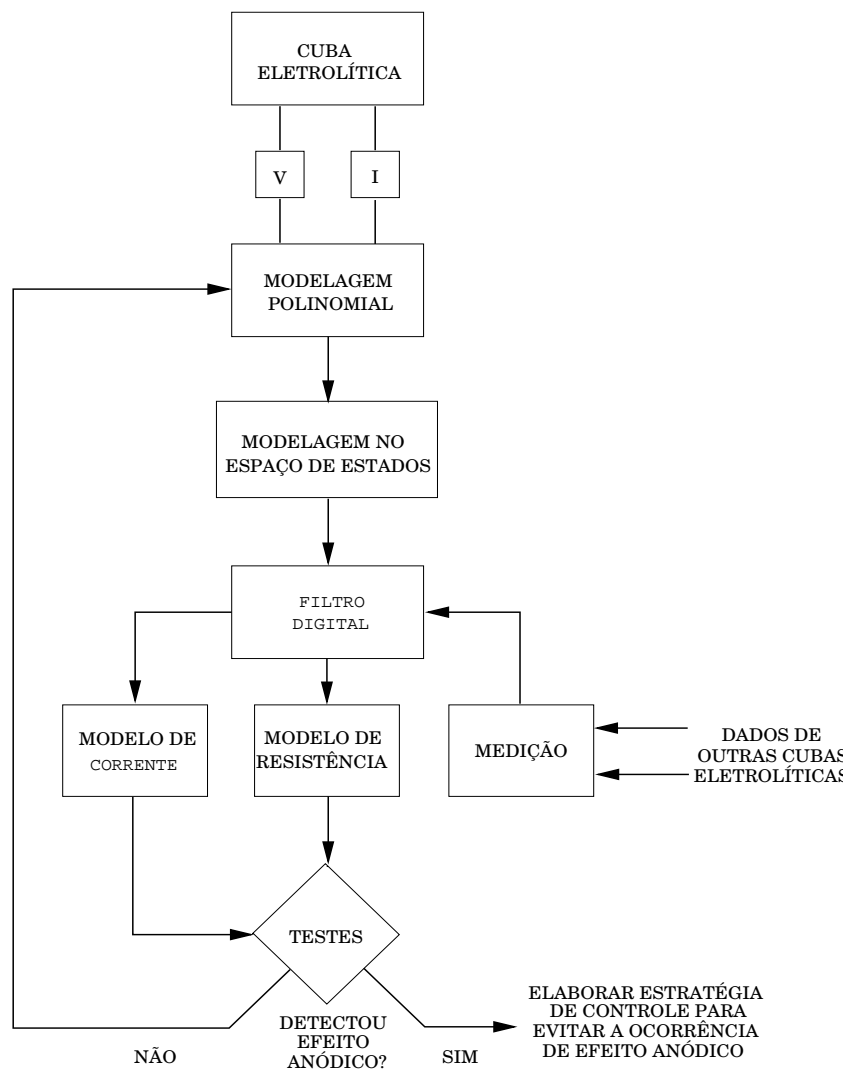 CUBA
ELETROLÍTICA
V
I
MODELAGEM
POLINOMIAL
MODELAGEM NO
ESPAÇO DE ESTADOS
FILTRO
DIGITAL
MODELO DE
CORRENTE
MODELO DE
RESISTÊNCIA
MEDIÇÃO
DADOS DE
OUTRAS CUBAS
ELETROLÍTICAS
TESTES
DETECTOU
EFEITO
ANÓDICO?
NÃO
SIM
ELABORAR ESTRATÉGIA
DE CONTROLE PARA
EVITAR A OCORRÊNCIA
DE EFEITO ANÓDICO